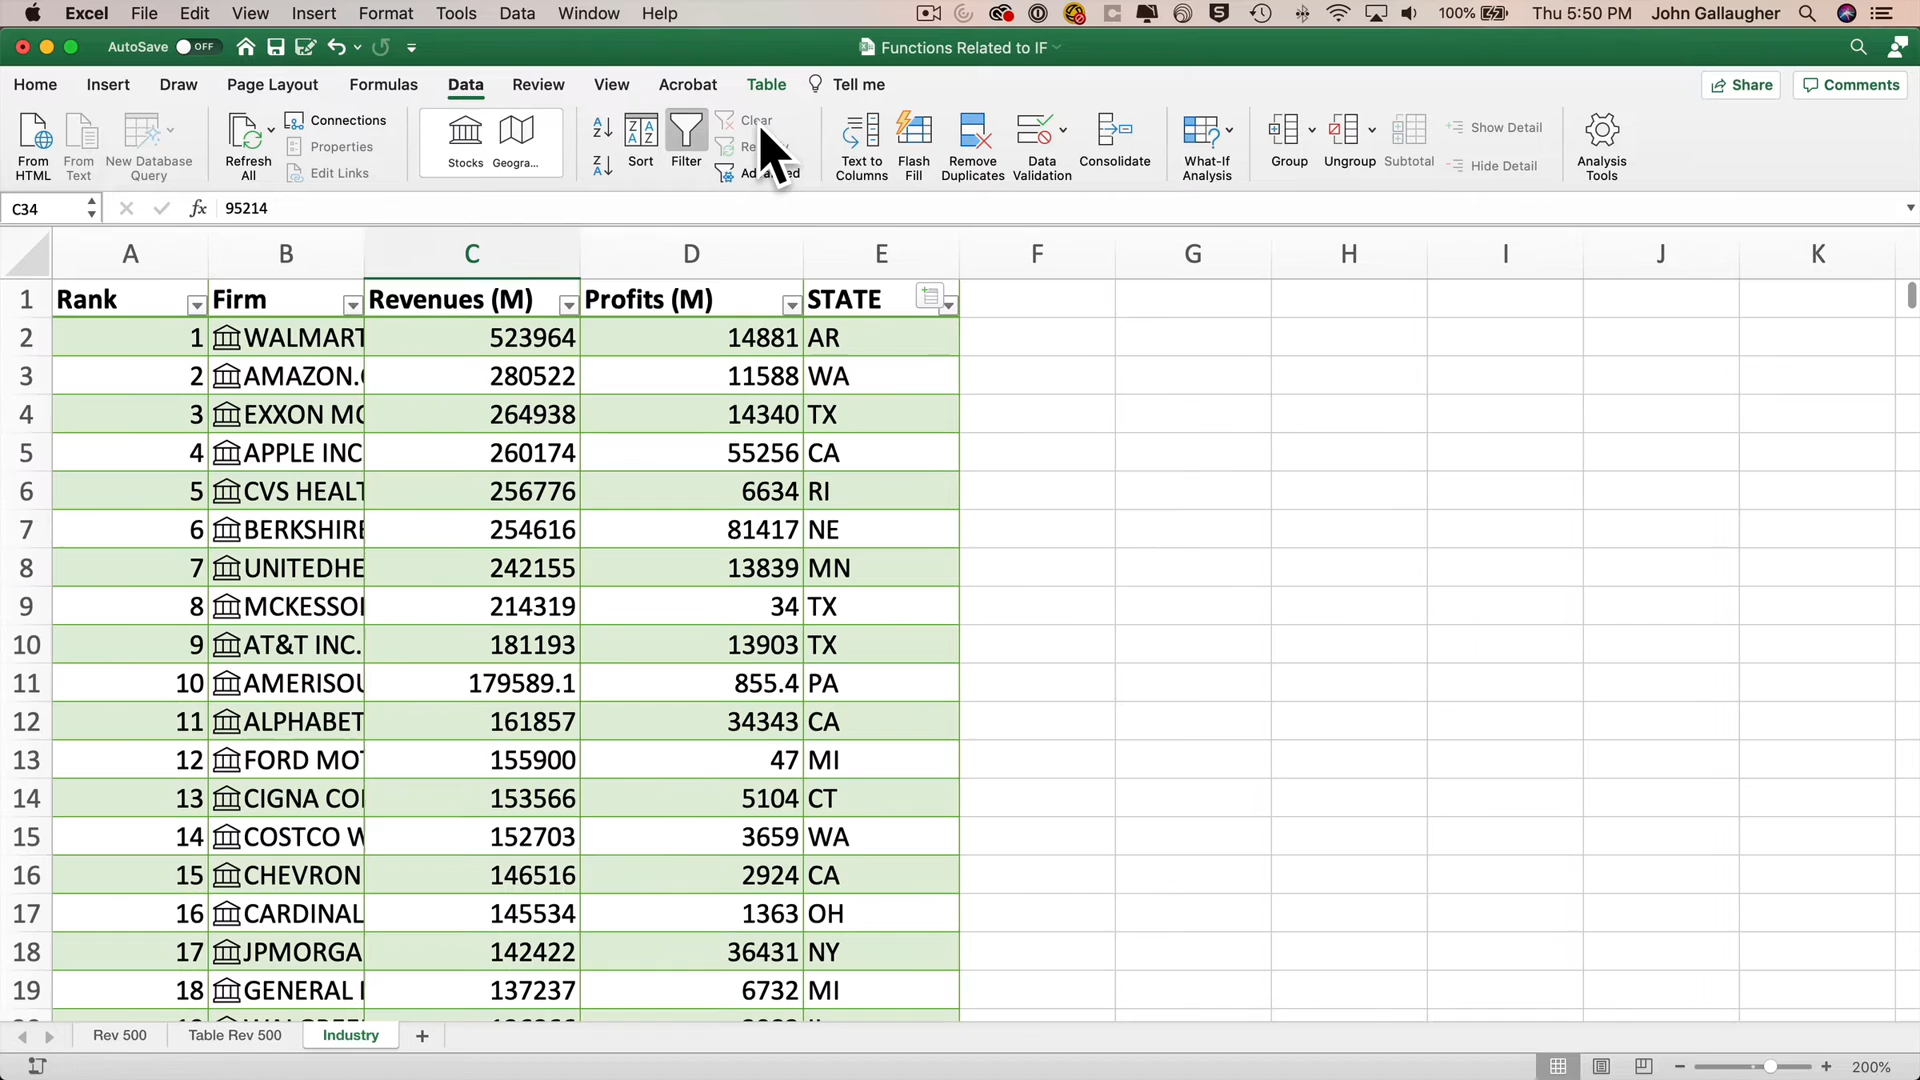 Excel File Edit View Insert Format Tools Data Window Help 100% Thu 5:50 PM John Gallaugher
AutoSave OFF Functions Related to IF
Home Insert Draw Page Layout Formulas Data Review View Acrobat Table Tell me Share Comments
From HTML
From Text
New Database Query
Refresh All
Connections
Properties
Edit Links
Stocks
Geogra...
Sort
Filter
Clear
Text to Columns
Flash Fill
Remove Duplicates
Data Validation
Consolidate
What-If Analysis
Group
Ungroup
Subtotal
Show Detail
Hide Detail
Analysis Tools
C34 fx 95214
A B C D E F G H I J K
1 Rank Firm Revenues (M) Profits (M) STATE
2 1 WALMART 523964 14881 AR
3 2 AMAZON. 280522 11588 WA
4 3 EXXON MO 264938 14340 TX
5 4 APPLE INC 260174 55256 CA
6 5 CVS HEALT 256776 6634 RI
7 6 BERKSHIRE 254616 81417 NE
8 7 UNITEDHE 242155 13839 MN
9 8 MCKESSO 214319 34 TX
10 9 AT&T INC. 181193 13903 TX
11 10 AMERISOU 179589.1 855.4 PA
12 11 ALPHABET 161857 34343 CA
13 12 FORD MOT 155900 47 MI
14 13 CIGNA CO 153566 5104 CT
15 14 COSTCO W 152703 3659 WA
16 15 CHEVRON 146516 2924 CA
17 16 CARDINAL 145534 1363 OH
18 17 JPMORGA 142422 36431 NY
19 18 GENERAL 137237 6732 MI
Rev 500 Table Rev 500 Industry +
200%